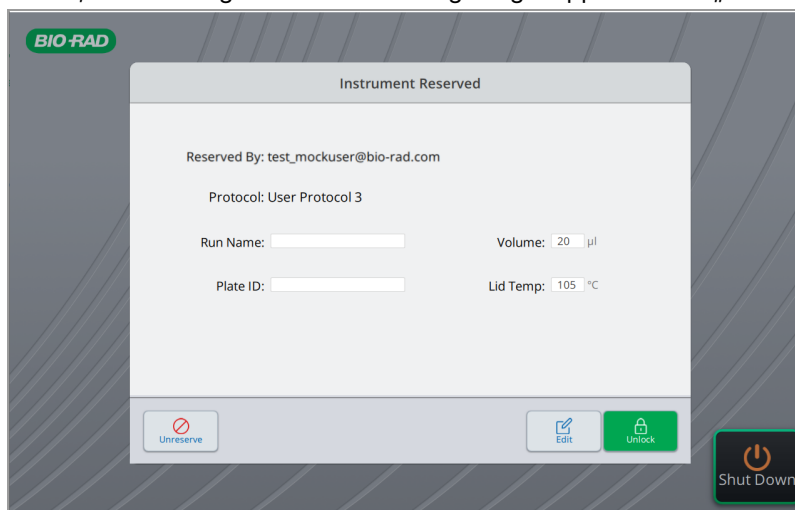 BIO-RAD
Instrument Reserved
Reserved By: test_mockuser@bio-rad.com
Protocol: User Protocol 3
Run Name:
Volume: 20 µl
Plate ID:
Lid Temp: 105 °C
Unreserve
Edit
Unlock
Shut Down